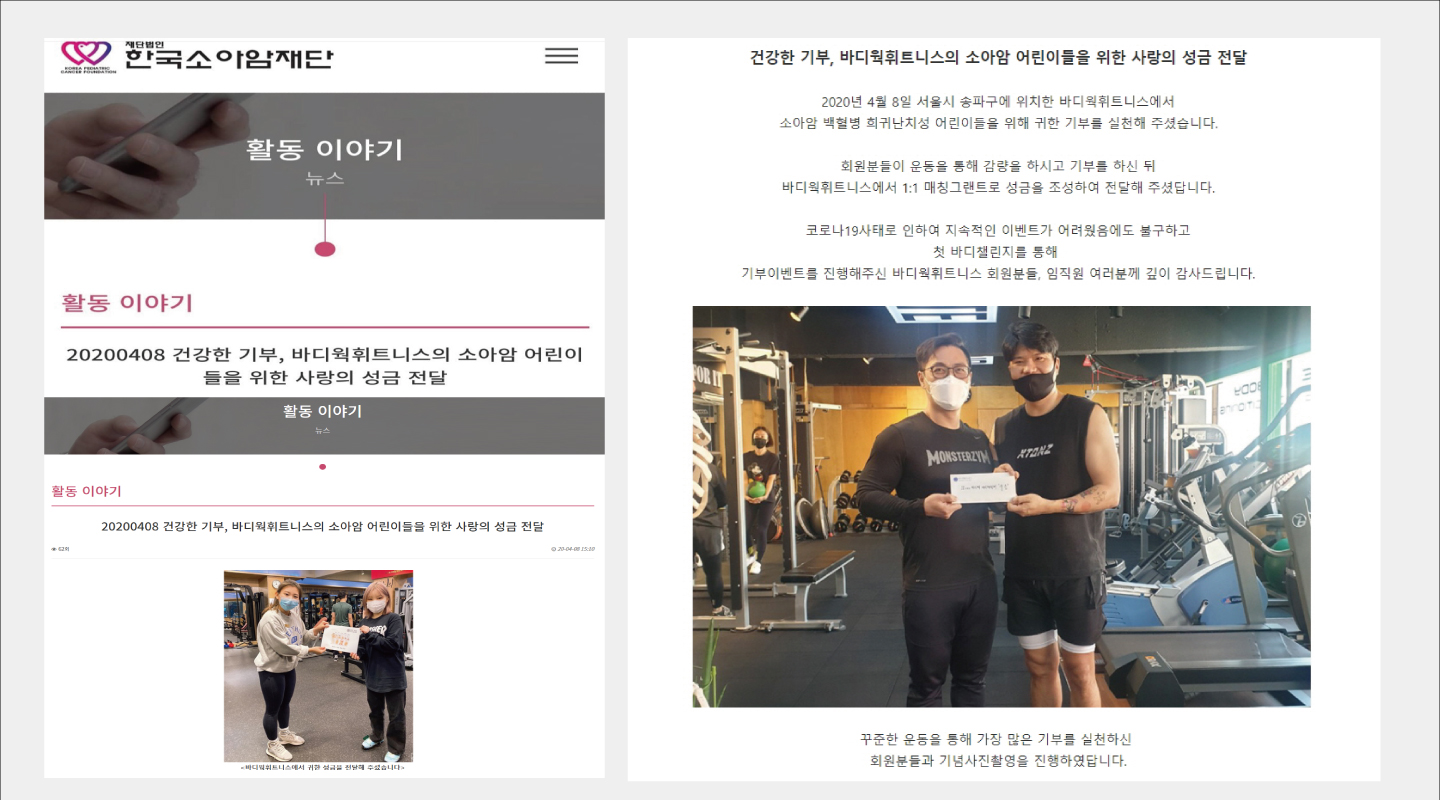 재단법인
한국소아암재단
KOREA PEDIATRIC
CANCER FOUNDATION
활동 이야기
뉴스
활동 이야기
20200408 건강한 기부, 바디웍휘트니스의 소아암 어린이
들을 위한 사랑의 성금 전달
활동 이야기
뉴스
활동 이야기
20200408 건강한 기부, 바디웍휘트니스의 소아암 어린이들을 위한 사랑의 성금 전달
62회
20-04-08 15:10
<바디웍휘트니스에서 귀한 성금을 전달해 주셨습니다>
건강한 기부, 바디웍휘트니스의 소아암 어린이들을 위한 사랑의 성금 전달
2020년 4월 8일 서울시 송파구에 위치한 바디웍휘트니스에서
소아암 백혈병 희귀난치성 어린이들을 위해 귀한 기부를 실천해 주셨습니다.
회원분들이 운동을 통해 감량을 하시고 기부를 하신 뒤
바디웍휘트니스에서 1:1 매칭그랜트로 성금을 조성하여 전달해 주셨답니다.
코로나19사태로 인하여 지속적인 이벤트가 어려웠음에도 불구하고
첫 바디챌린지를 통해
기부이벤트를 진행해주신 바디웍휘트니스 회원분들, 임직원 여러분께 깊이 감사드립니다.
FOR IT
MONSTERZYM
XTONZ
꾸준한 운동을 통해 가장 많은 기부를 실천하신
회원분들과 기념사진촬영을 진행하였답니다.